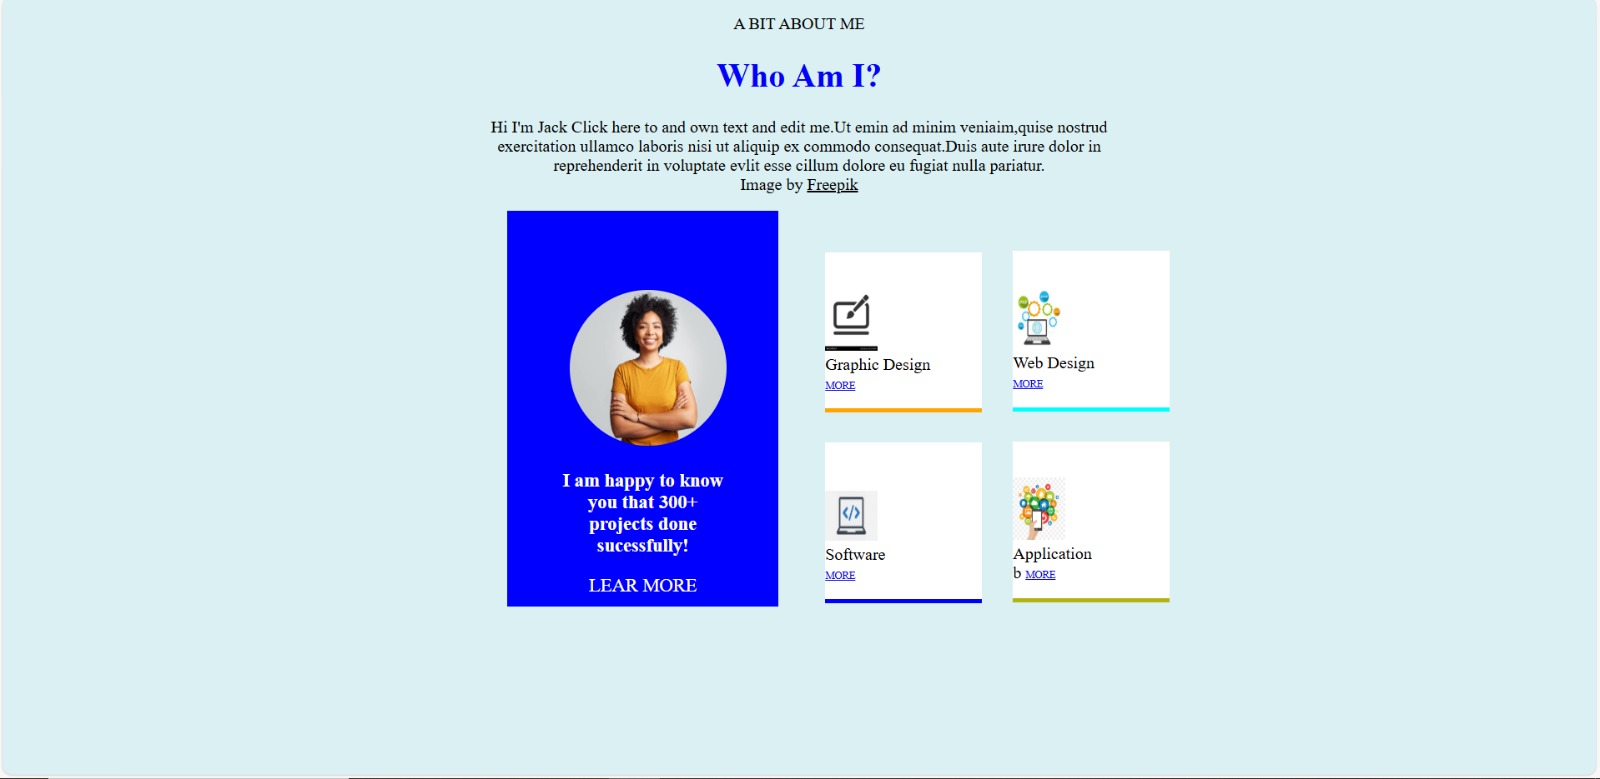 A BIT ABOUT ME
Who Am I?
Hi I'm Jack Click here to and own text and edit me.Ut emin ad minim veniaim,quise nostrud
exercitation ullamco laboris nisi ut aliquip ex commodo consequat.Duis aute irure dolor in
reprehenderit in voluptate evlit esse cillum dolore eu fugiat nulla pariatur.
Image by Freepik
I am happy to know
you that 300+
projects done
sucessfully!
LEAR MORE
Graphic Design
MORE
Web Design
MORE
Software
MORE
Application
b MORE